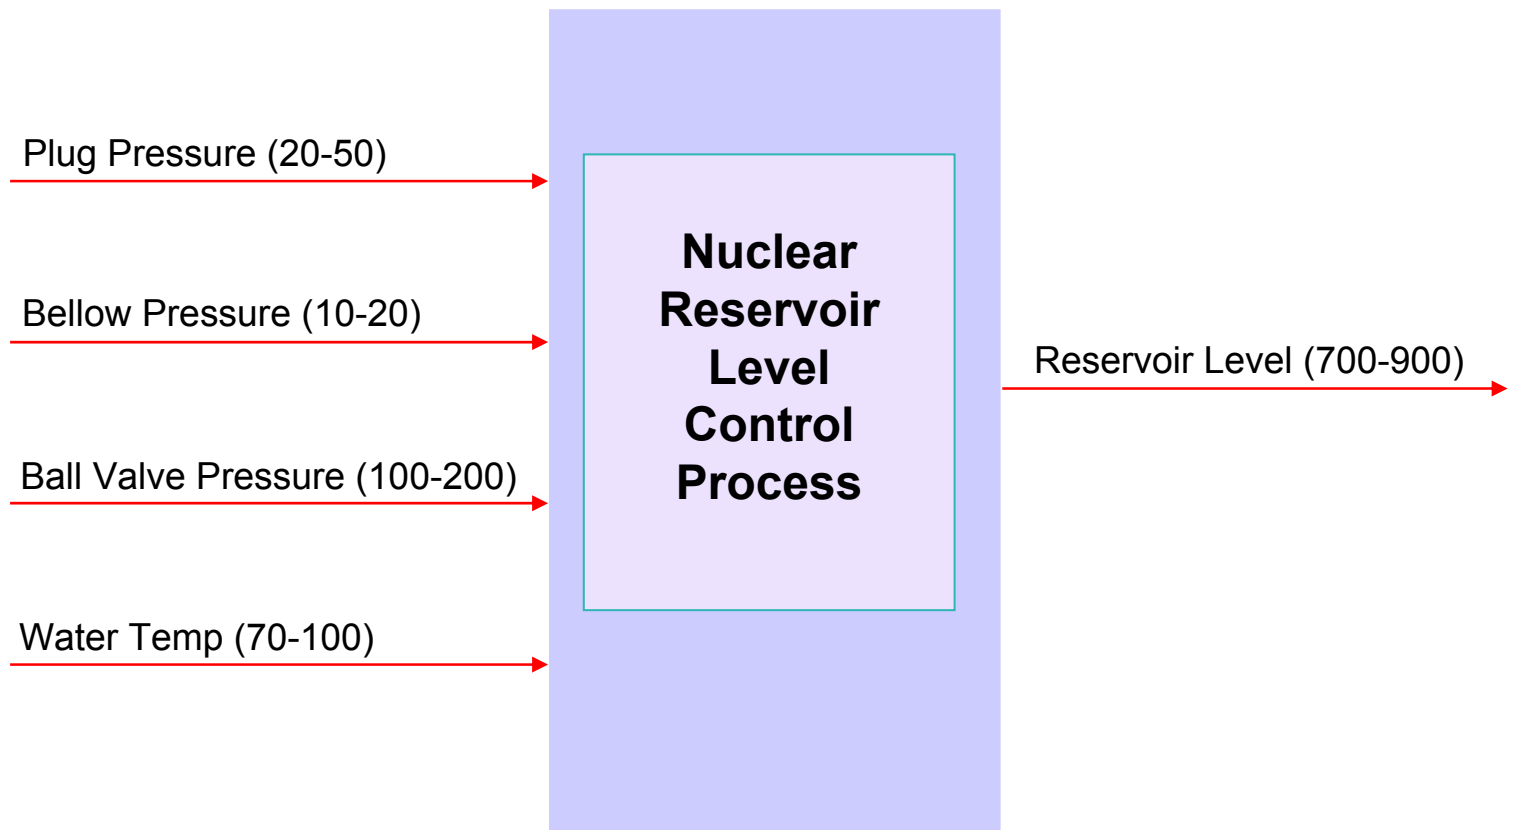 Plug Pressure (20-50)
Bellow Pressure (10-20)
Ball Valve Pressure (100-200)
Water Temp (70-100)
Nuclear
Reservoir
Level
Control
Process
Reservoir Level (700-900)